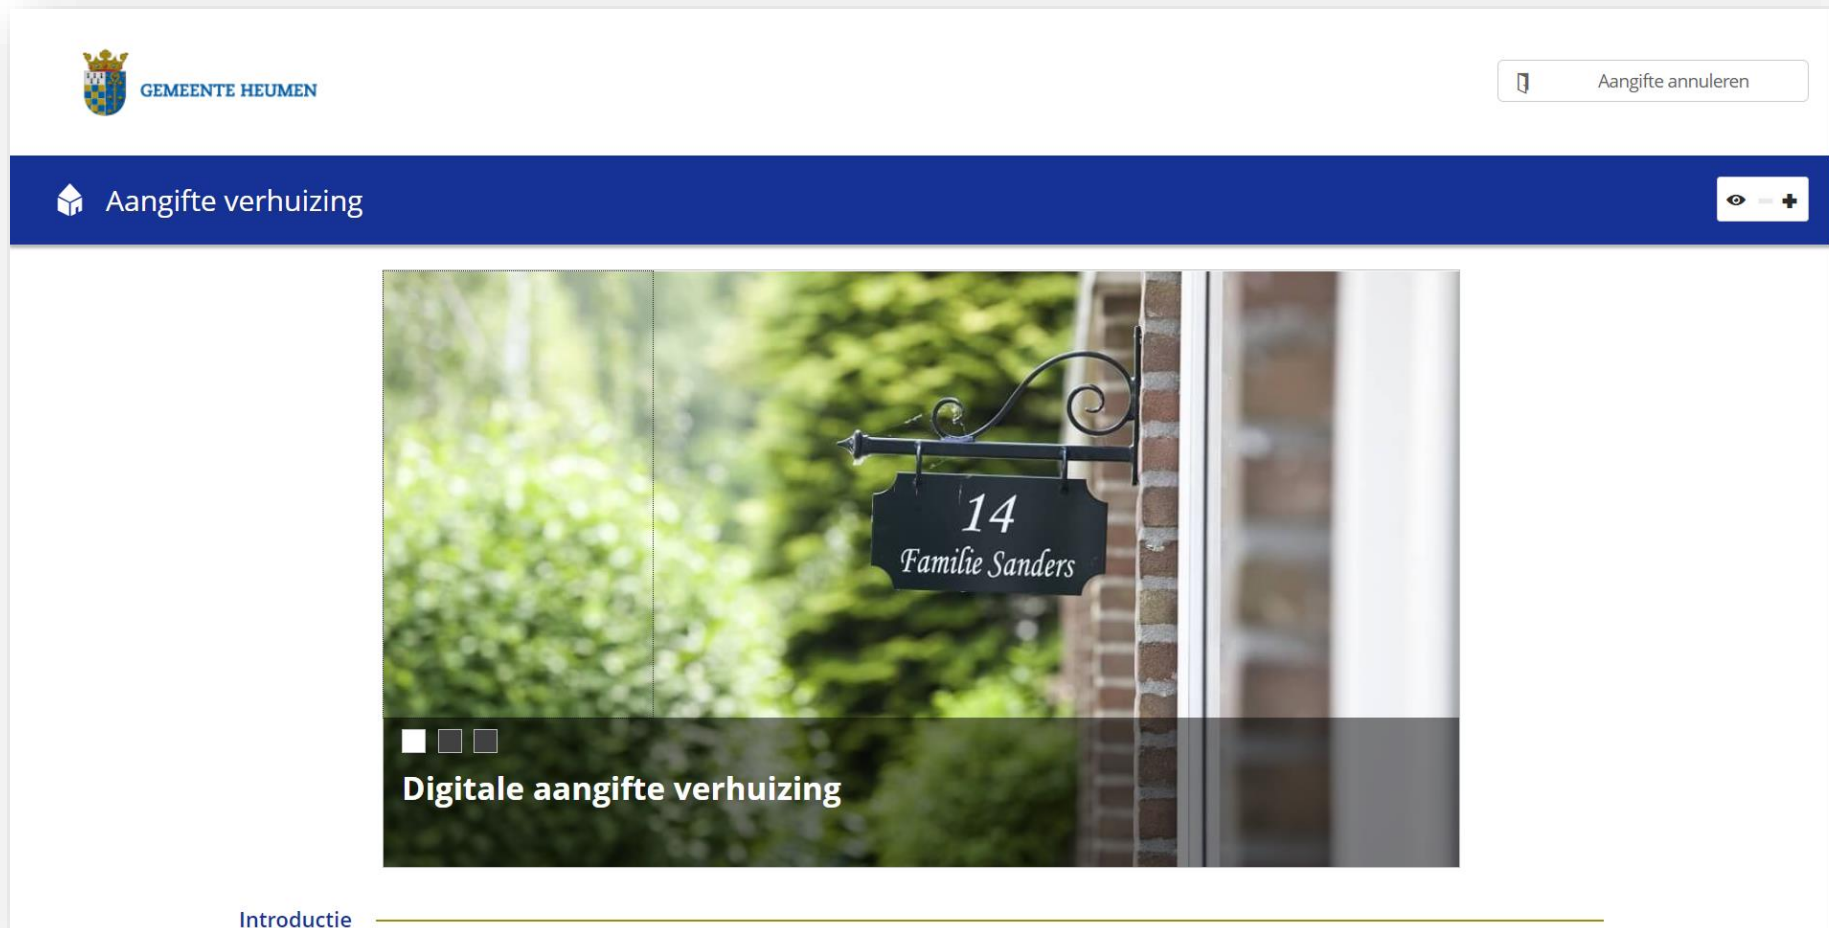 GEMEENTE HEUMEN
Aangifte annuleren
Aangifte verhuizing
14
Familie Sanders
Digitale aangifte verhuizing
Introductie